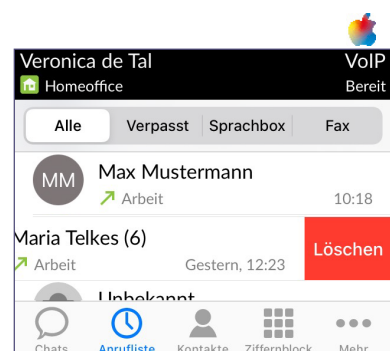 Veronica de Tal VoIP
Homeoffice Bereit
Alle Verpasst Sprachbox Fax
MM Max Mustermann
Arbeit 10:18
Maria Telkes (6) Löschen
Arbeit Gestern, 12:23
Unbekannt
Chats Anrufliste Kontakte Ziffernblock Mehr